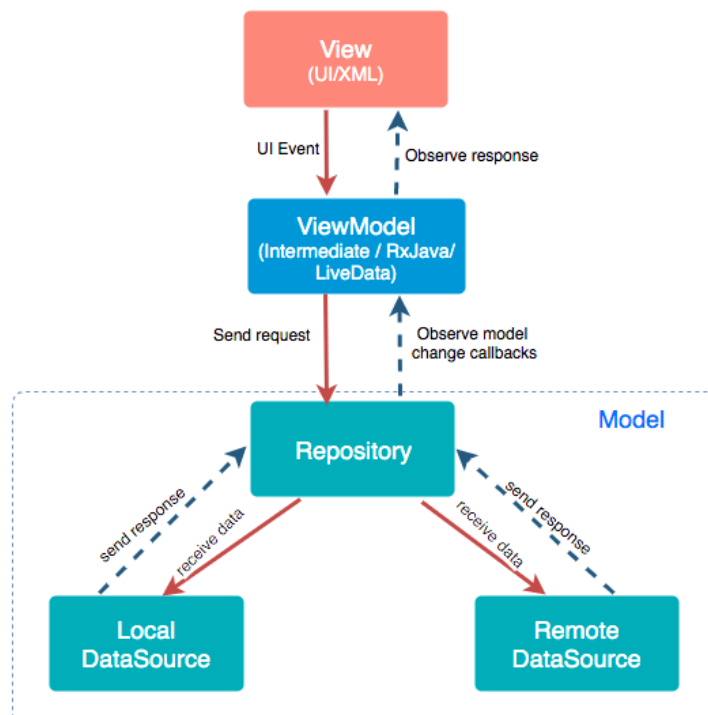 View
(UI/XML)
UI Event
Observe response
ViewModel
(Intermediate / RxJava/
LiveData)
Send request
Observe model
change callbacks
Model
Repository
send response
receive data
receive data
send response
Local
DataSource
Remote
DataSource